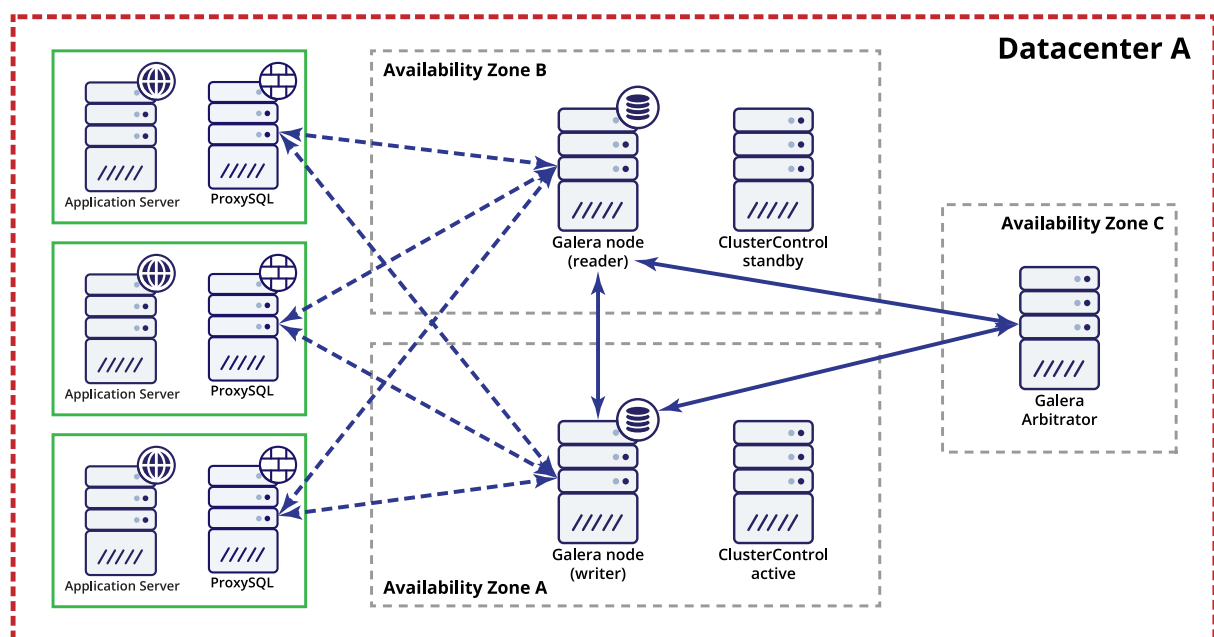 Datacenter A
Application Server
ProxySQL
Application Server
ProxySQL
Application Server
ProxySQL
Availability Zone B
Galera node
(reader)
ClusterControl
standby
Galera node
(writer)
ClusterControl
active
Availability Zone A
Availability Zone C
Galera
Arbitrator